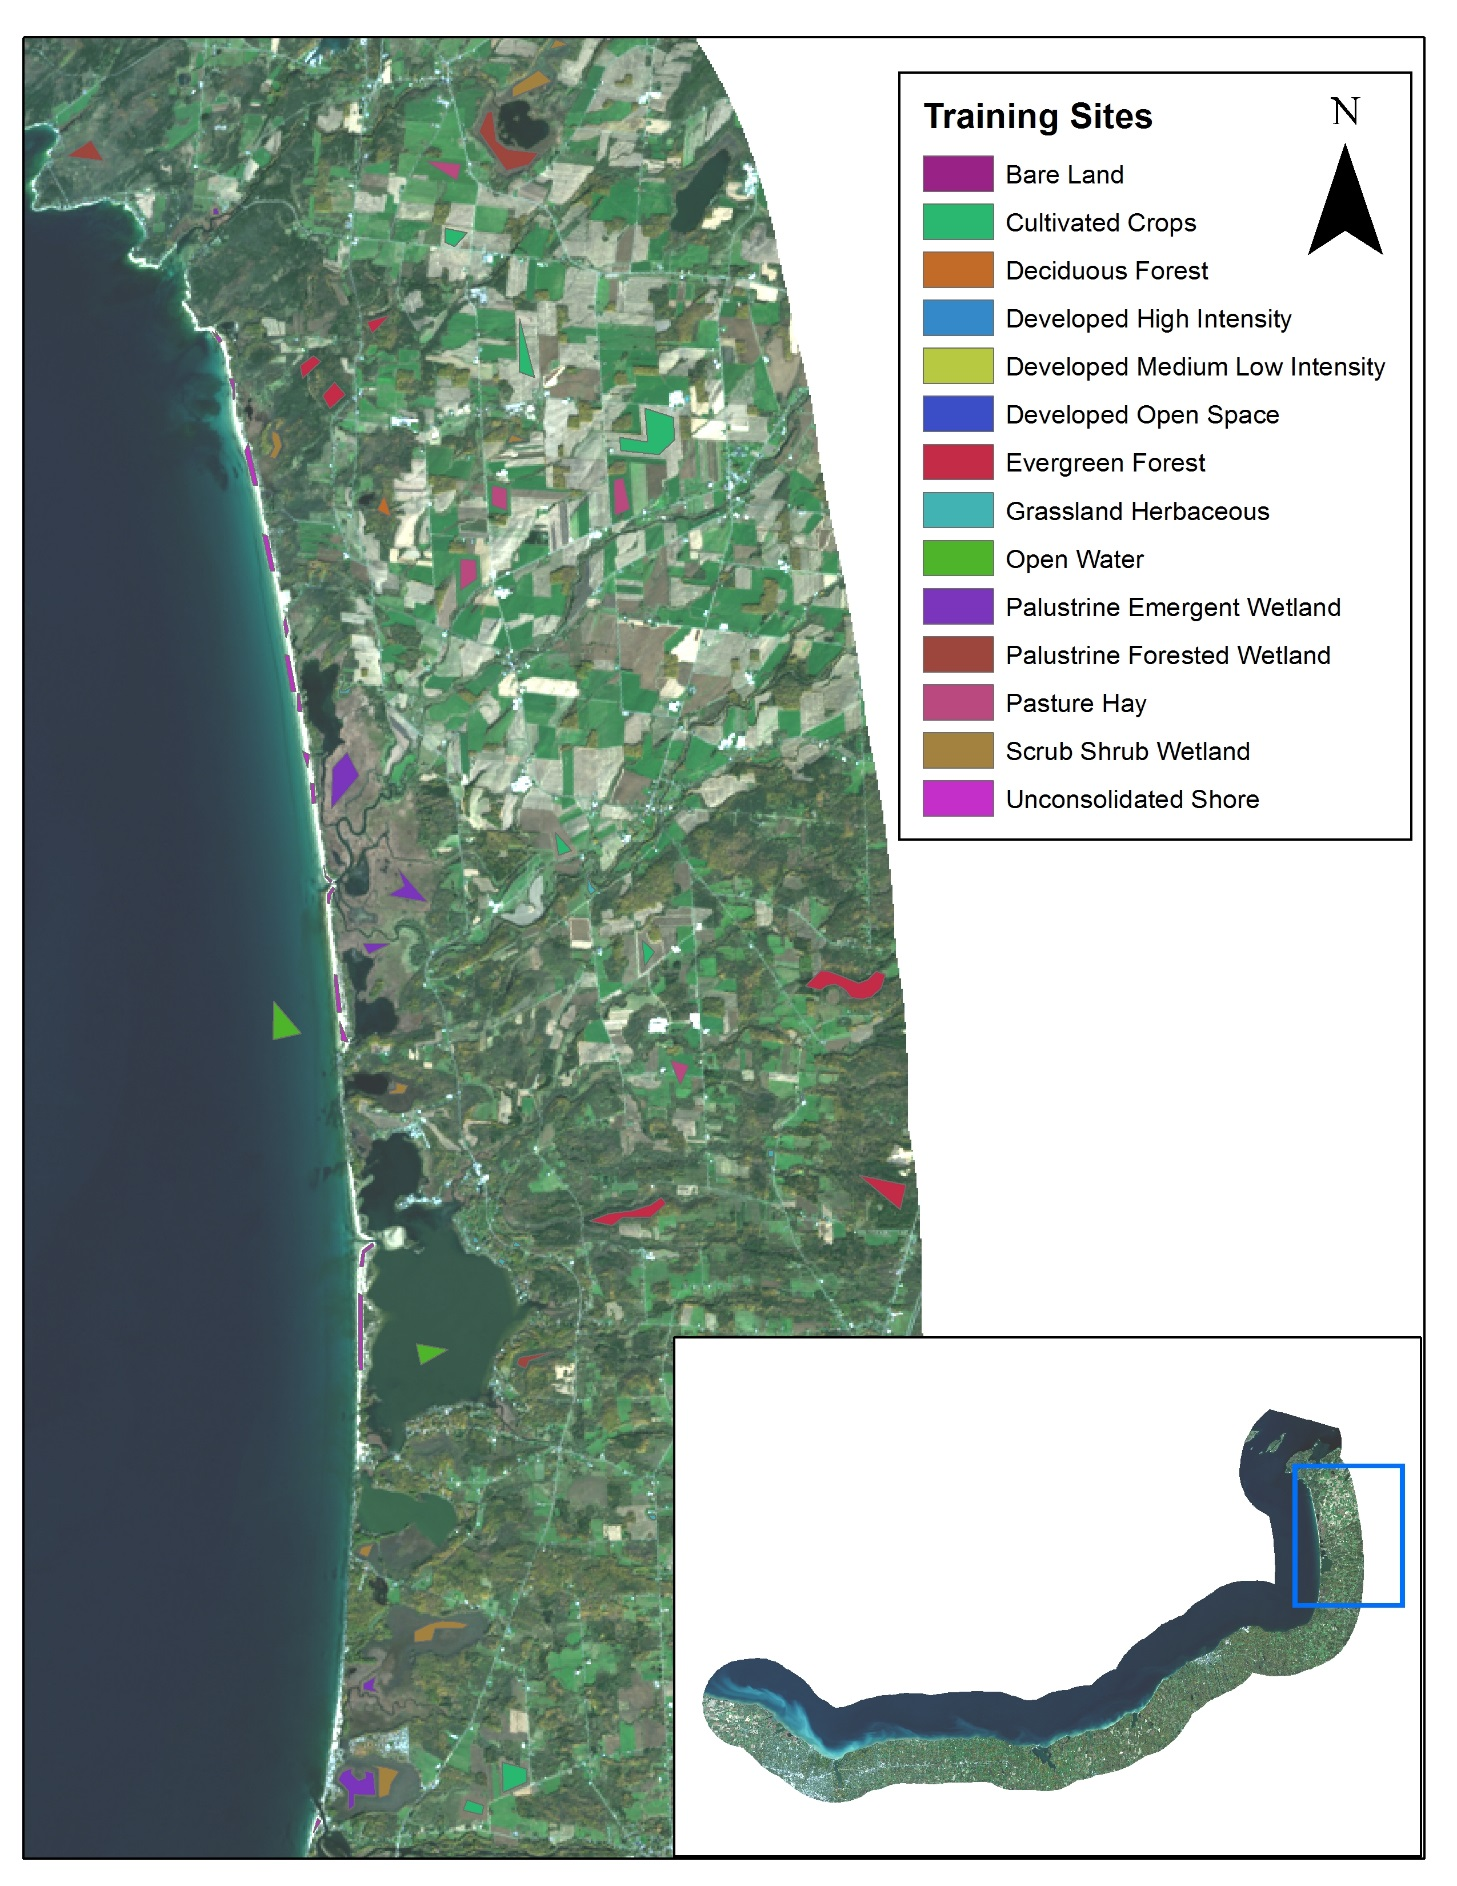 Training Sites
N
Bare Land
Cultivated Crops
Deciduous Forest
Developed High Intensity
Developed Medium Low Intensity
Developed Open Space
Evergreen Forest
Grassland Herbaceous
Open Water
Palustrine Emergent Wetland
Palustrine Forested Wetland
Pasture Hay
Scrub Shrub Wetland
Unconsolidated Shore